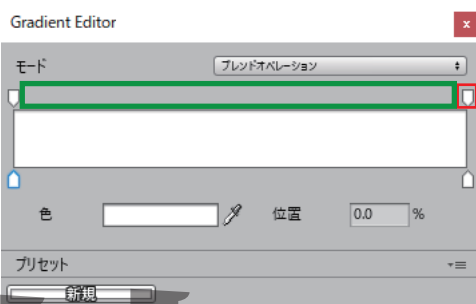 Gradient Editor
x
モード ブレンドオペレーション
色 位置 0.0 %
プリセット
新規